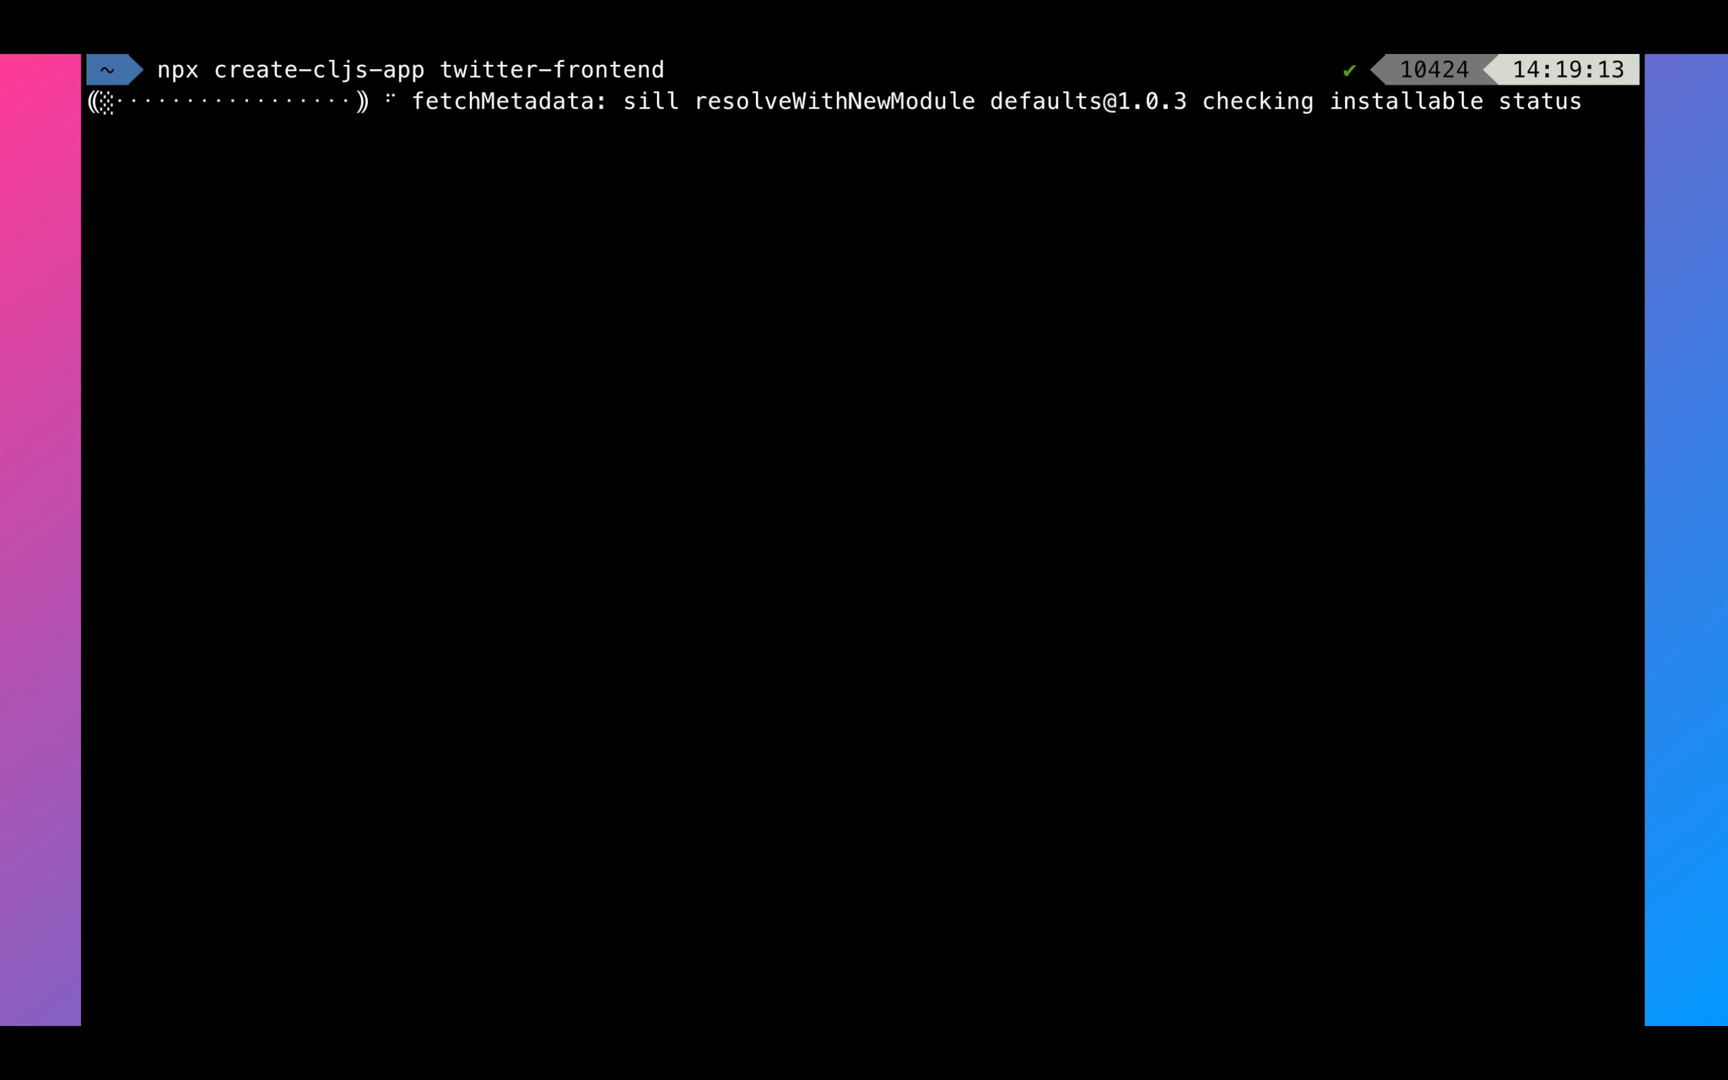 ~ npx create-cljs-app twitter-frontend ✔ 10424 14:19:13
((░·················)) ⠋ fetchMetadata: sill resolveWithNewModule defaults@1.0.3 checking installable status